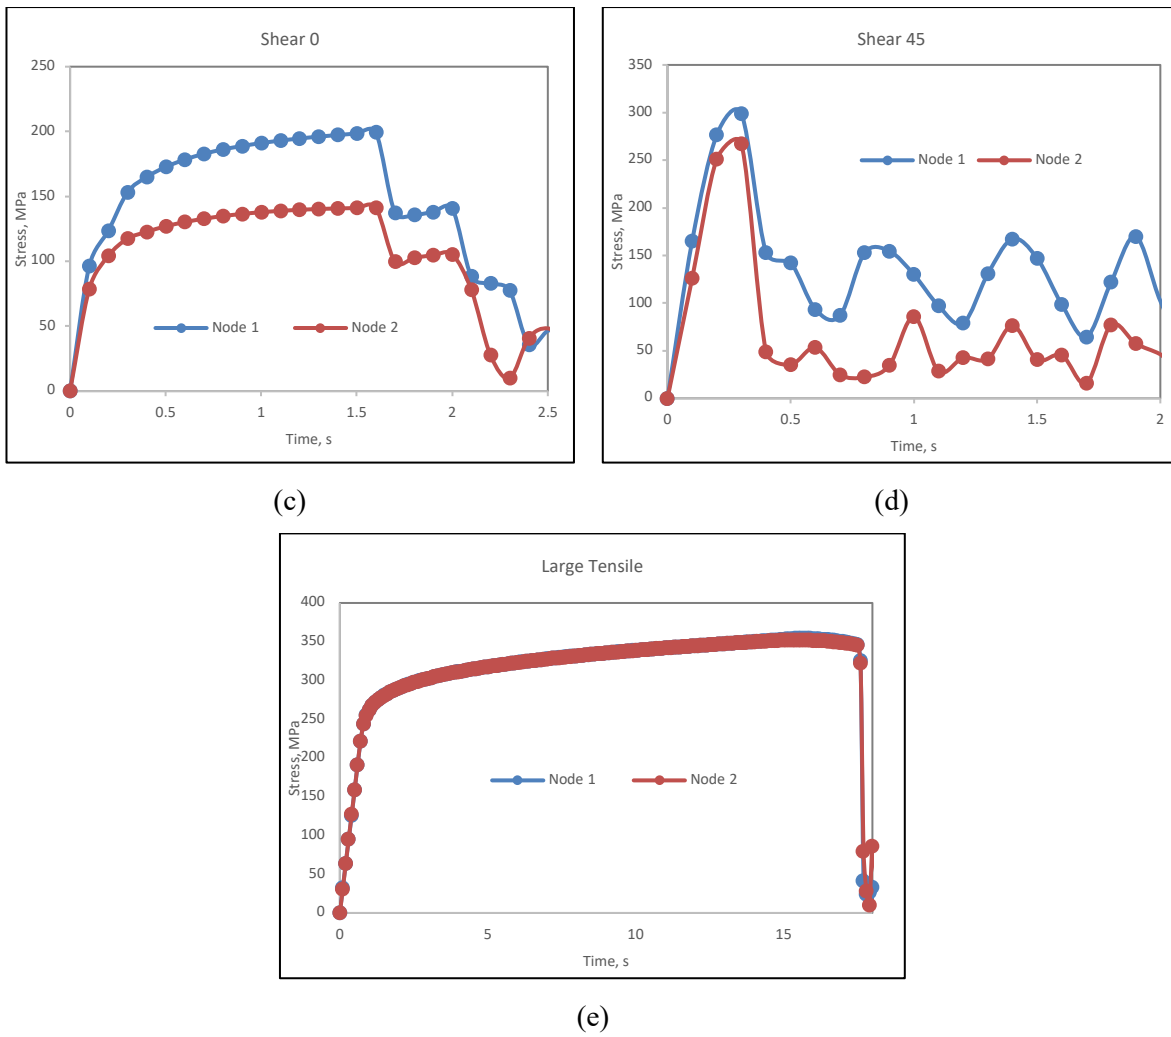 Shear 0
250
200
150
100
50
0
Stress, MPa
Node 1 Node 2
0 0.5 1 1.5 2 2.5
Time, s
(c)
Shear 45
350
300
250
200
150
100
50
0
Stress, MPa
Node 1 Node 2
0 0.5 1 1.5 2
Time, s
(d)
Large Tensile
400
350
300
250
200
150
100
50
0
Stress, MPa
Node 1 Node 2
0 5 10 15
Time, s
(e)